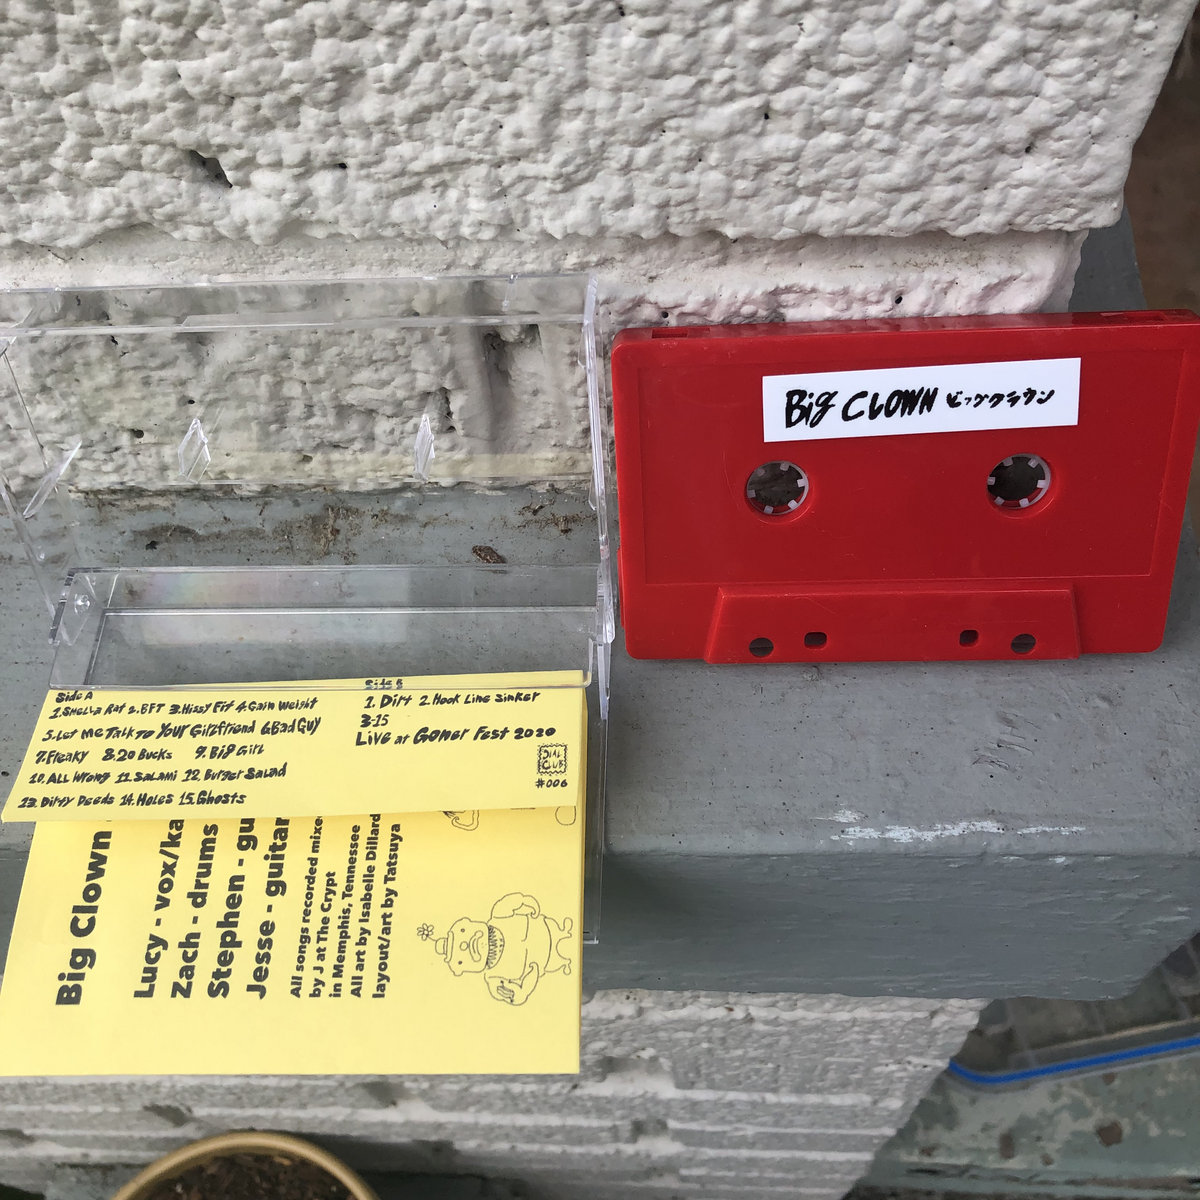 Big CLOWN ビッグクラウン
Side A
1.Smella Rat 2.BFT 3.Hissy Fit 4.Gain Weight
5.Let me Talk to Your Girlfriend 6.Bad Guy
7.Freaky 8.20 Bucks 9.Big Girl
10.ALL Wrong 11.Salami 12.Burger Salad
13.Dirty Deeds 14.Holes 15.Ghosts
Side B
1. Dirt 2.Hook Line Sinker
3-15
Live at Goner Fest 2020
DIAL
CLUB
#006
Big Clown
Lucy - vox/ka
Zach - drums
Stephen - gu
Jesse - guitar
All songs recorded mixe
by J at The Crypt
in Memphis, Tennessee
All art by Isabelle Dillard
layout/art by Tatsuya